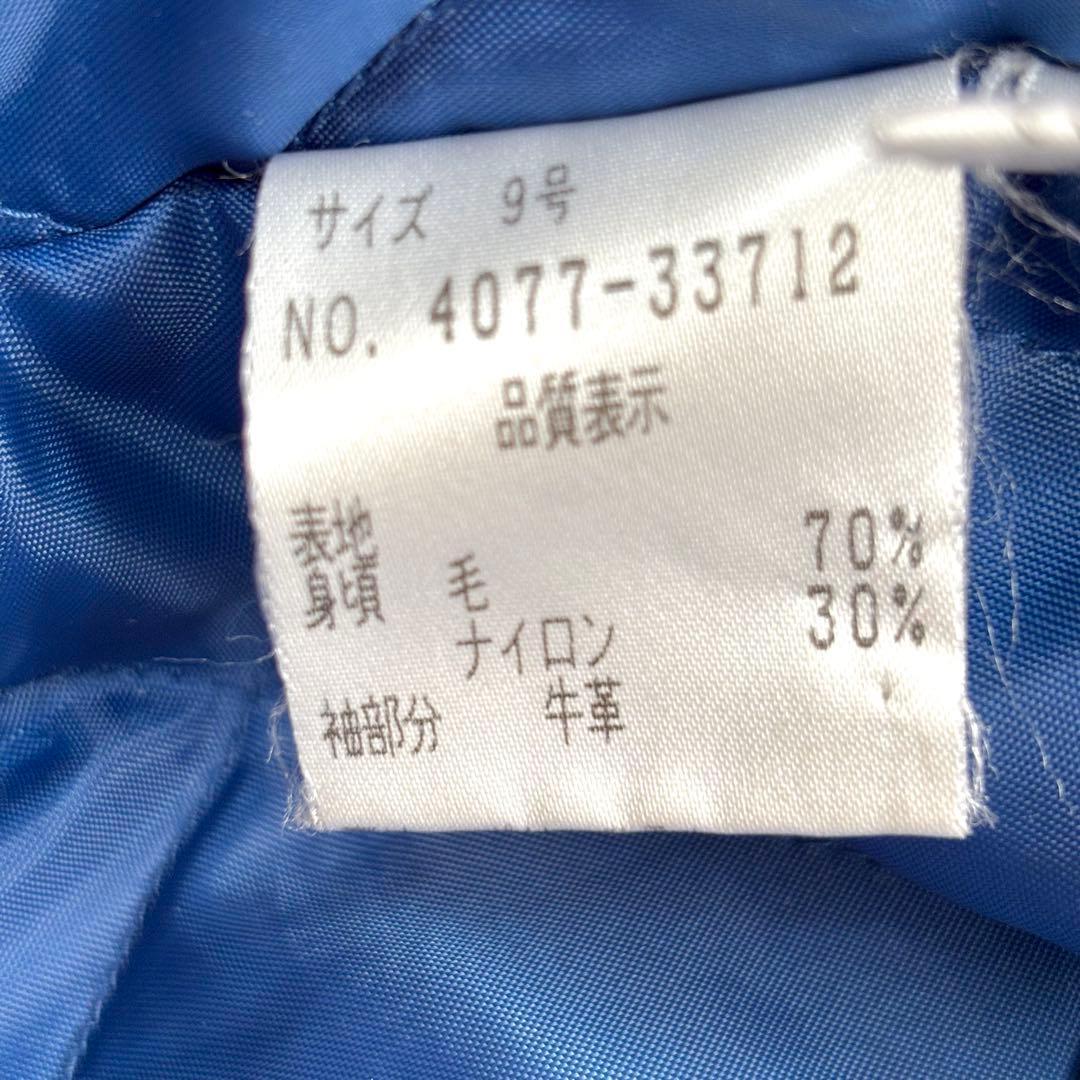 サイズ 9号
NO. 4077-33712
品質表示
表地
身頃 毛 70%
ナイロン 30%
袖部分 牛革